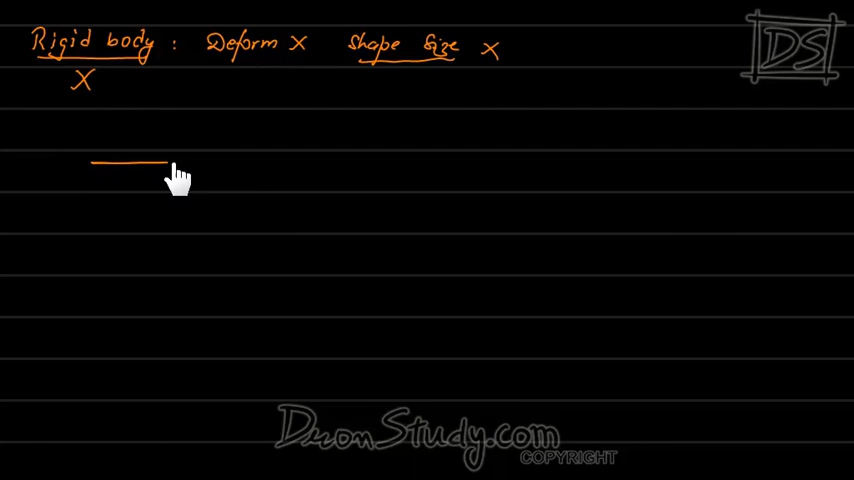 Rigid body : Deform X Shape Size X
X
DS
DronStudy.com
COPYRIGHT